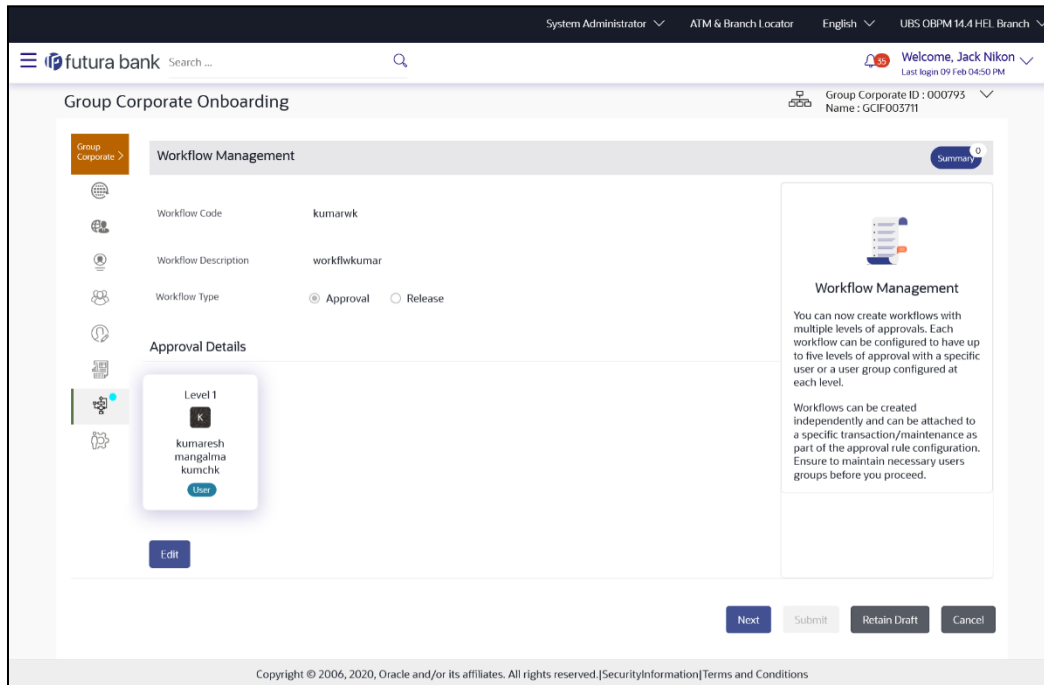 System Administrator ATM & Branch Locator English UBS OBPM 14.4 HEL Branch
futura bank Search ... 35 Welcome, Jack Nikon
Last login 09 Feb 04:50 PM
Group Corporate Onboarding
Group Corporate ID : 000793
Name : GCIF003711
Group
Corporate >
Workflow Management
Summary 0
Workflow Code kumarwk
Workflow Description workflwkumar
Workflow Type Approval Release
Approval Details
Level 1
K
kumaresh
mangalma
kumchk
User
Edit
Workflow Management
You can now create workflows with
multiple levels of approvals. Each
workflow can be configured to have up
to five levels of approval with a specific
user or a user group configured at
each level.
Workflows can be created
independently and can be attached to
a specific transaction/maintenance as
part of the approval rule configuration.
Ensure to maintain necessary users
groups before you proceed.
Next Submit Retain Draft Cancel
Copyright © 2006, 2020, Oracle and/or its affiliates. All rights reserved.|SecurityInformation|Terms and Conditions